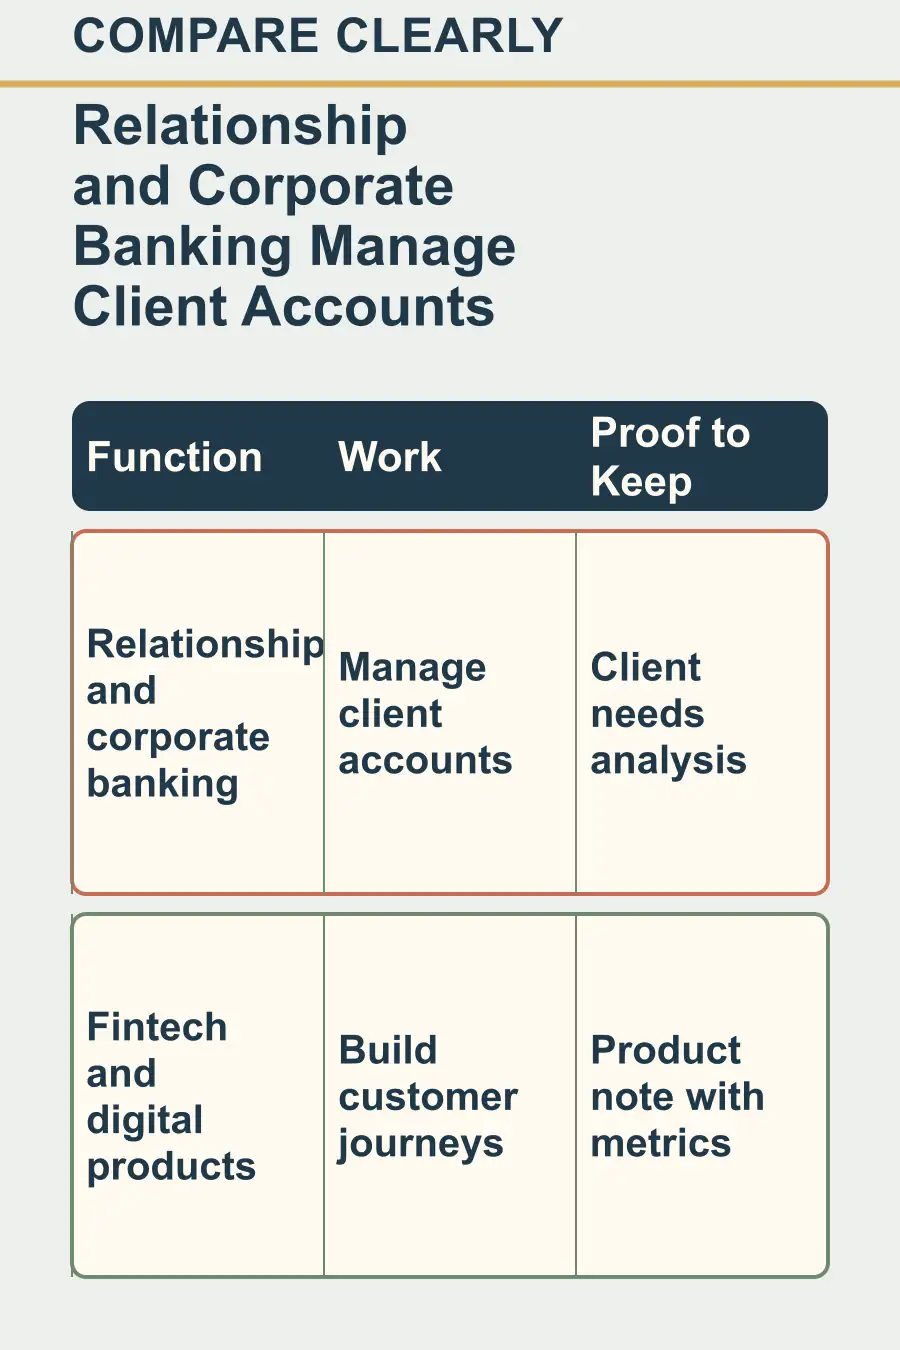 COMPARE CLEARLY
Relationship
and Corporate
Banking Manage
Client Accounts
Function
Work
Proof to
Keep
Relationship
and
corporate
banking
Manage
client
accounts
Client
needs
analysis
Fintech
and
digital
products
Build
customer
journeys
Product
note with
metrics